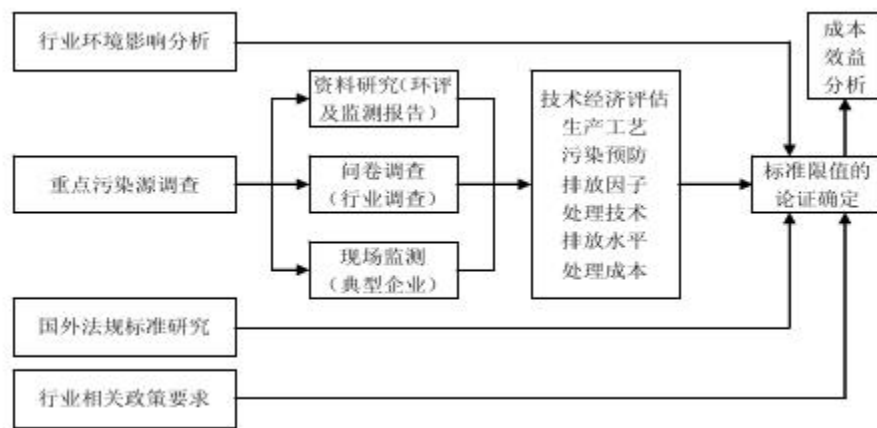 行业环境影响分析
成本
效益
分析
资料研究（环评
及监测报告）
技术经济评估
生产工艺
污染预防
排放因子
处理技术
排放水平
处理成本
重点污染源调查
问卷调查
（行业调查）
标准限值的
论证确定
现场监测
（典型企业）
国外法规标准研究
行业相关政策要求